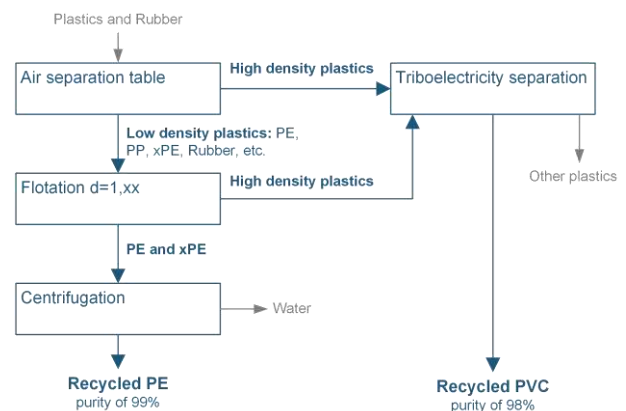 Plastics and Rubber
Air separation table
High density plastics
Triboelectricity separation
Low density plastics: PE,
PP, xPE, Rubber, etc.
Other plastics
Flotation d=1,xx
High density plastics
PE and xPE
Centrifugation
Water
Recycled PE
purity of 99%
Recycled PVC
purity of 98%